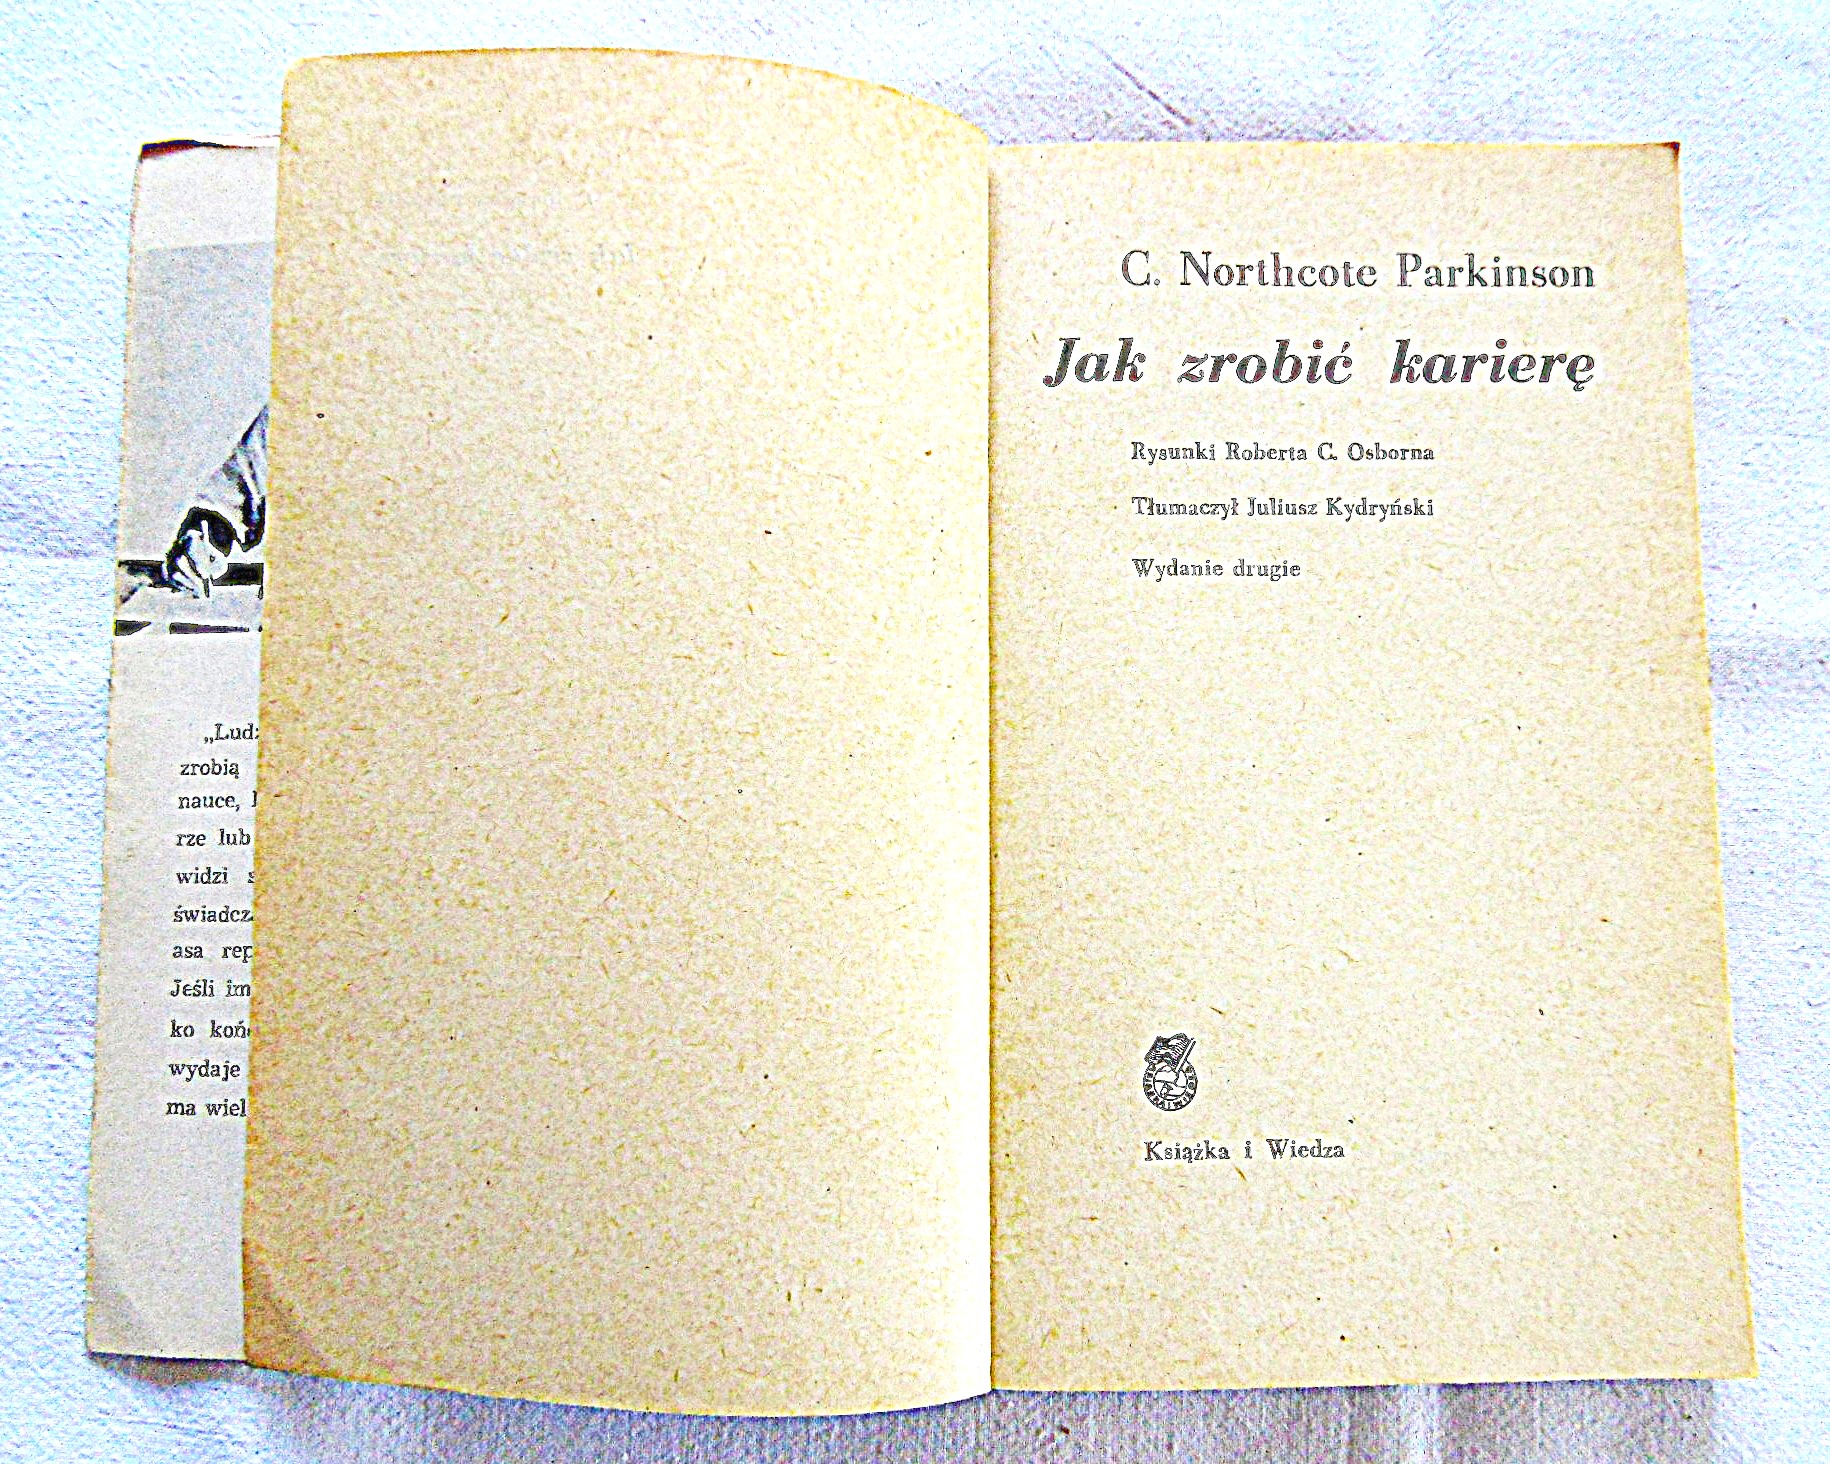 „Lud
zrobią
nauce,
rze lub
widzi
świadcz
asa rep
Jeśli im
ko koń
wydaje
ma wiel
C. Northcote Parkinson
Jak zrobić karierę
Rysunki Roberta C. Osborna
Tłumaczył Juliusz Kydryński
Wydanie drugie
Książka i Wiedza